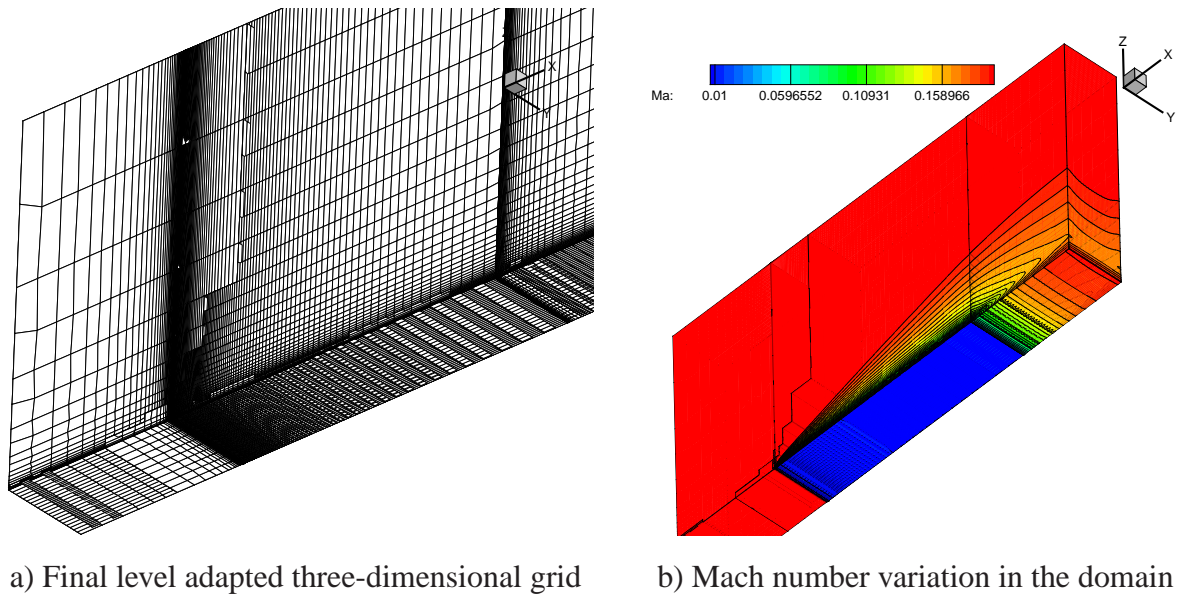 X
Y
Z
X
Y
Ma: 0.01 0.0596552 0.10931 0.158966
a) Final level adapted three-dimensional grid
b) Mach number variation in the domain